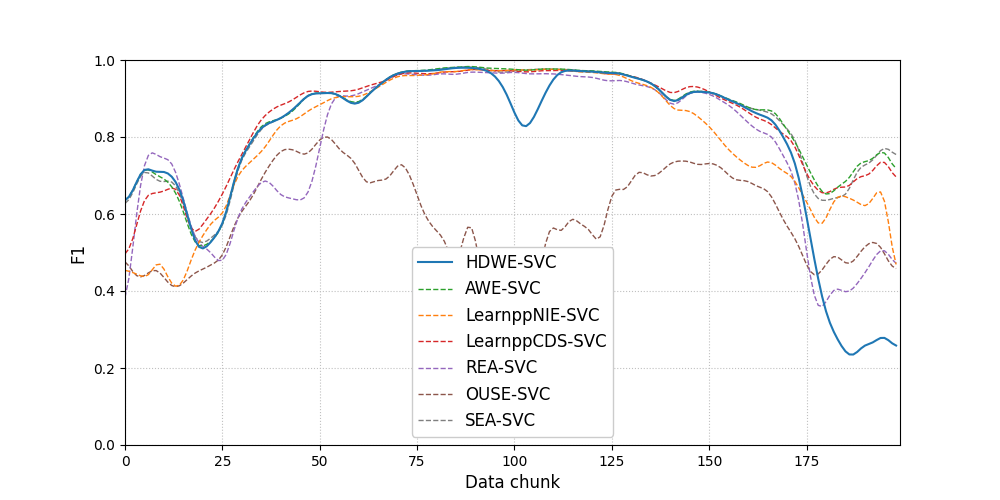 1.0
0.8
0.6
0.4
0.2
0.0
F1
0 25 50 75 100 125 150 175
Data chunk
HDWE-SVC
AWE-SVC
LearnppNIE-SVC
LearnppCDS-SVC
REA-SVC
OUSE-SVC
SEA-SVC